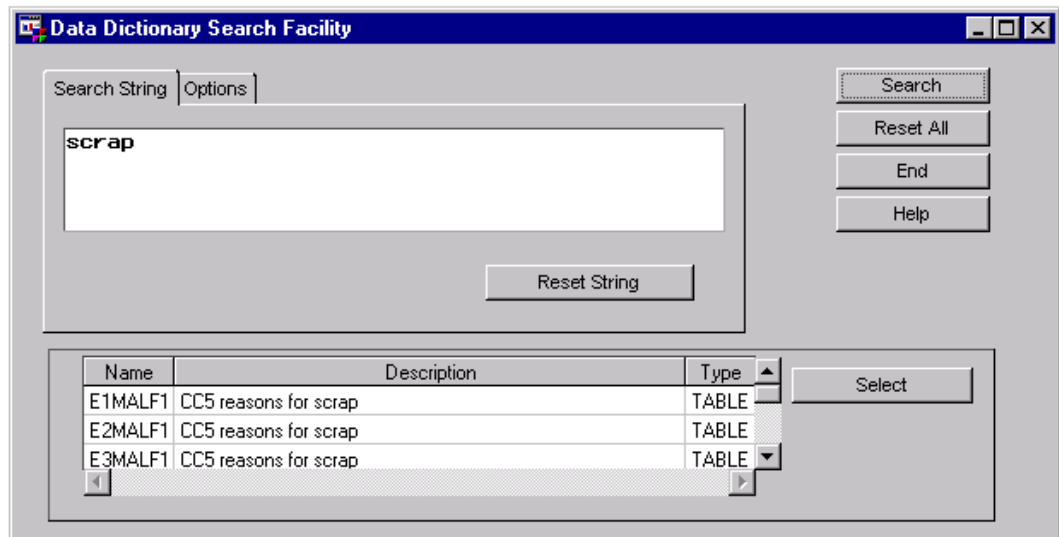 Data Dictionary Search Facility
Search String Options
Search
scrap
Reset All
End
Help
Reset String
Name Description Type
Select
E1MALF1 CC5 reasons for scrap TABLE
E2MALF1 CC5 reasons for scrap TABLE
E3MALF1 CC5 reasons for scrap TABLE